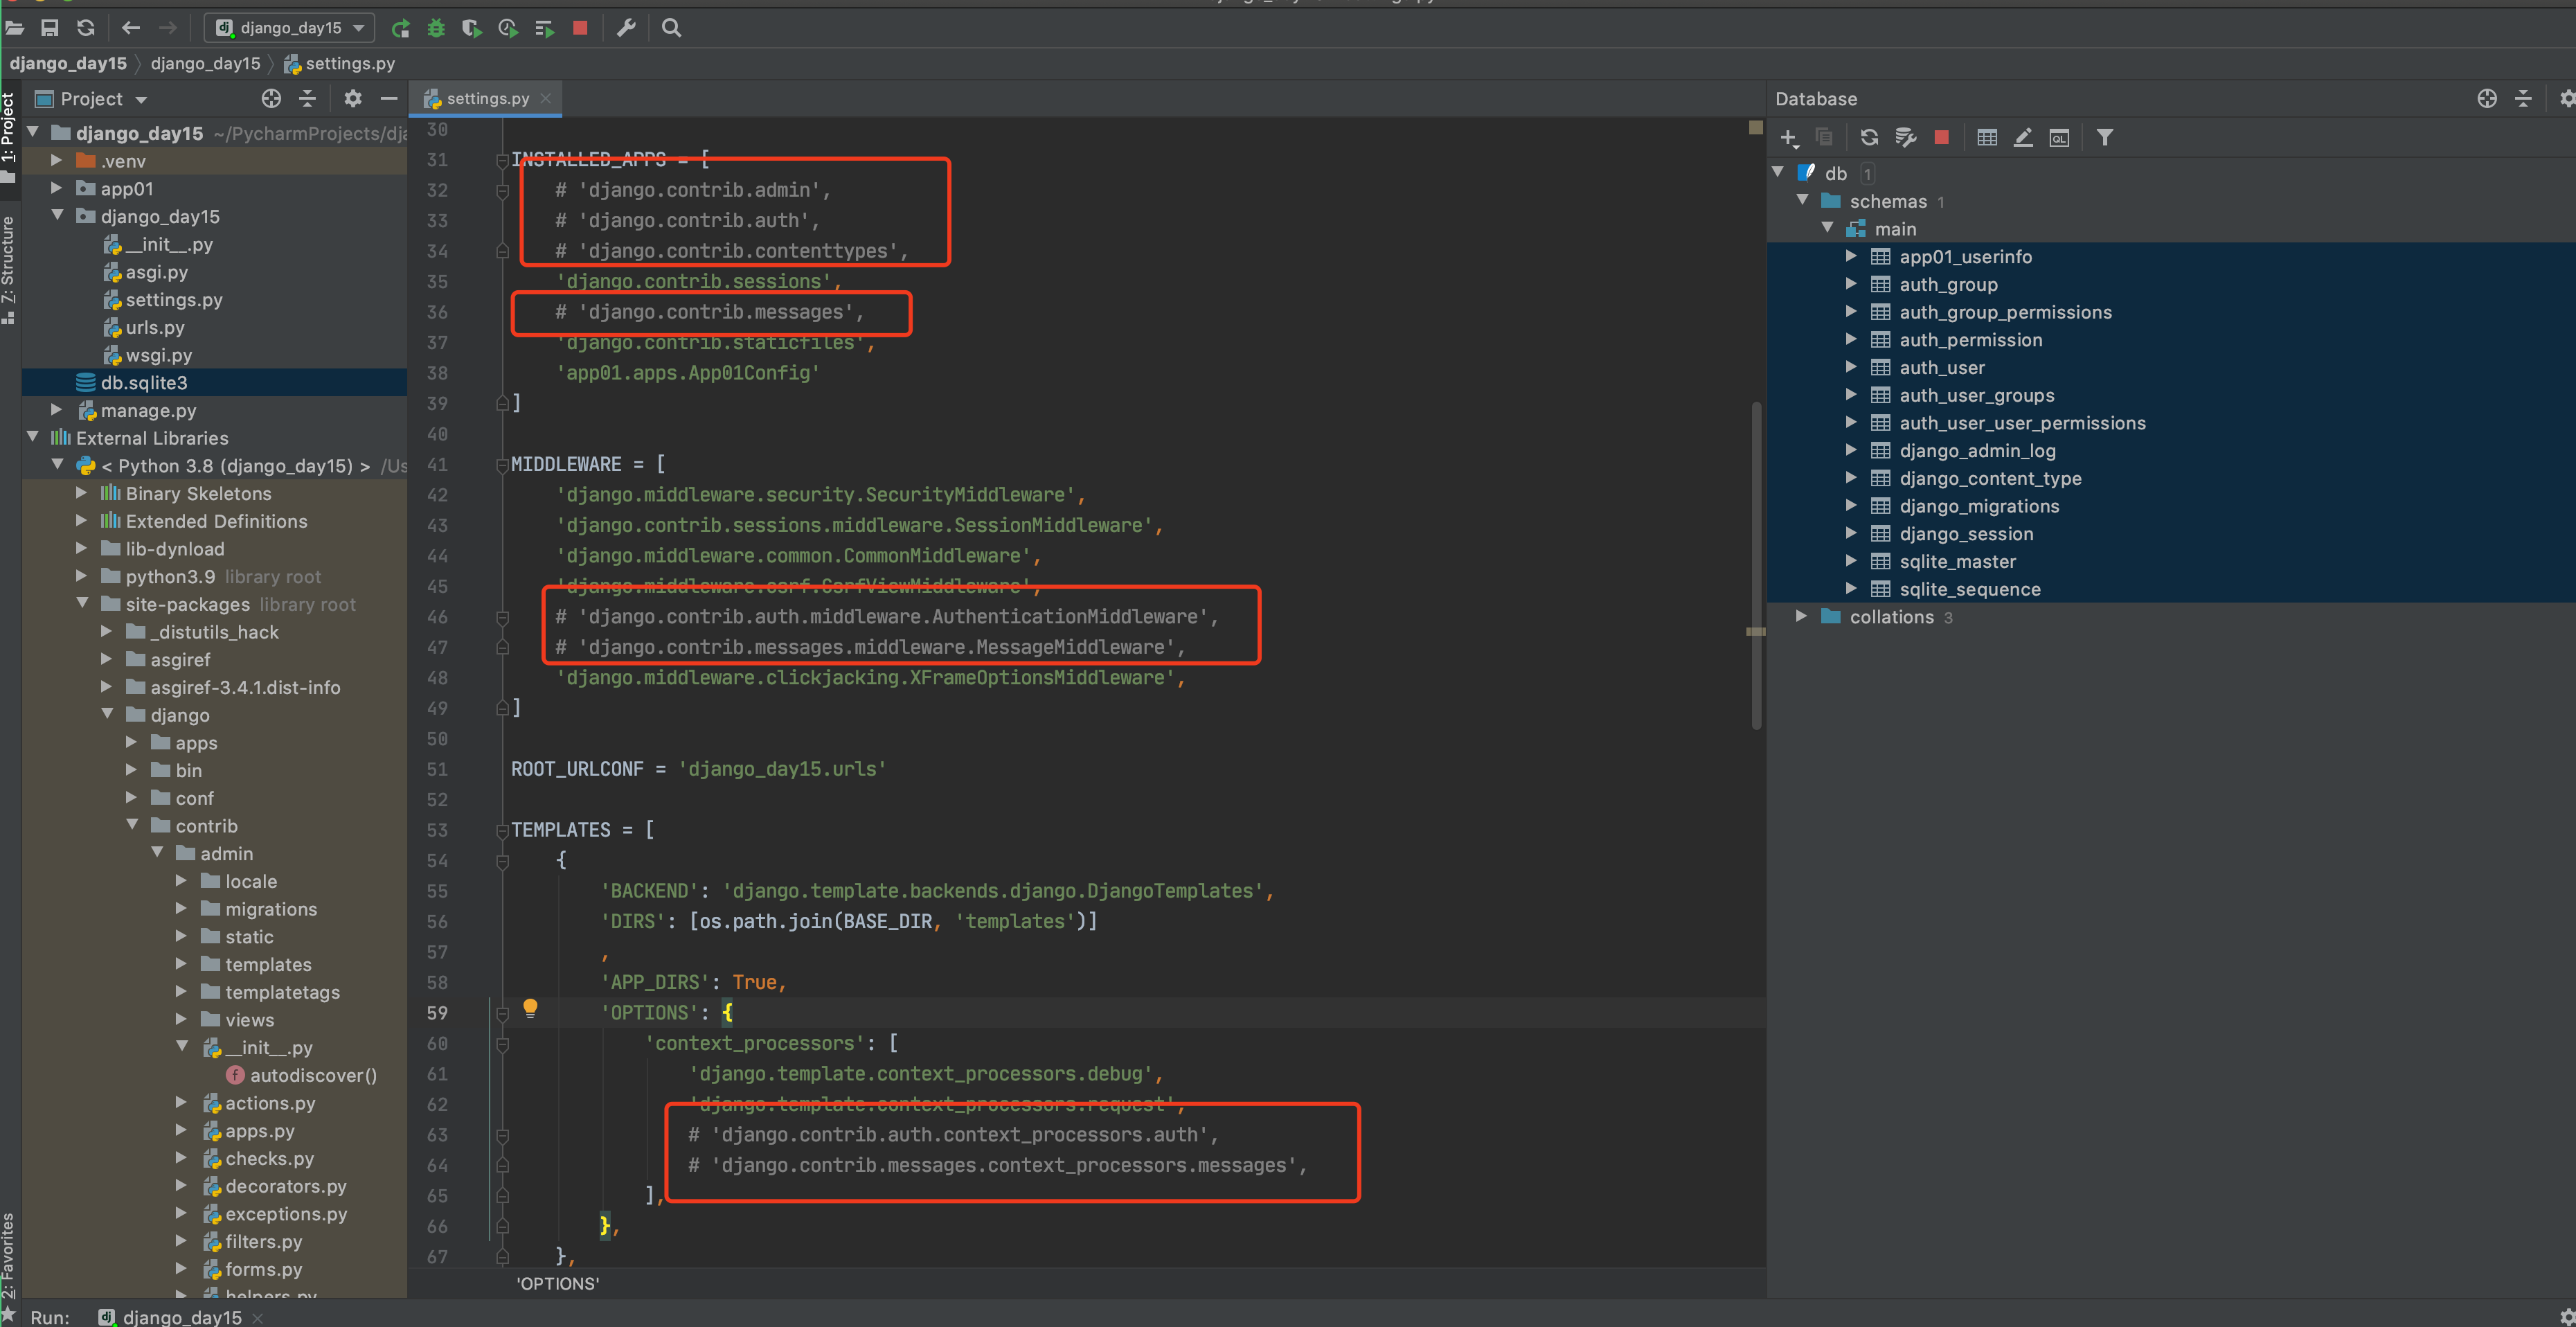 django_day15
django_day15 django_day15 settings.py
Project
settings.py
Database
1: Project
Z: Structure
2: Favorites
django_day15 ~/PycharmProjects/dja
.venv
app01
django_day15
__init__.py
asgi.py
settings.py
urls.py
wsgi.py
db.sqlite3
manage.py
External Libraries
< Python 3.8 (django_day15) > /Us
Binary Skeletons
Extended Definitions
lib-dynload
python3.9 library root
site-packages library root
_distutils_hack
asgiref
asgiref-3.4.1.dist-info
django
apps
bin
conf
contrib
admin
locale
migrations
static
templates
templatetags
views
__init__.py
autodiscover()
actions.py
apps.py
checks.py
decorators.py
exceptions.py
filters.py
forms.py
helpers.py
30
31 INSTALLED_APPS = [
32 # 'django.contrib.admin',
33 # 'django.contrib.auth',
34 # 'django.contrib.contenttypes',
35 'django.contrib.sessions',
36 # 'django.contrib.messages',
37 'django.contrib.staticfiles',
38 'app01.apps.App01Config'
39 ]
40
41 MIDDLEWARE = [
42 'django.middleware.security.SecurityMiddleware',
43 'django.contrib.sessions.middleware.SessionMiddleware',
44 'django.middleware.common.CommonMiddleware',
45 'django.middleware.csrf.CsrfViewMiddleware',
46 # 'django.contrib.auth.middleware.AuthenticationMiddleware',
47 # 'django.contrib.messages.middleware.MessageMiddleware',
48 'django.middleware.clickjacking.XFrameOptionsMiddleware',
49 ]
50
51 ROOT_URLCONF = 'django_day15.urls'
52
53 TEMPLATES = [
54 {
55 'BACKEND': 'django.template.backends.django.DjangoTemplates',
56 'DIRS': [os.path.join(BASE_DIR, 'templates')]
57 ,
58 'APP_DIRS': True,
59 'OPTIONS': {
60 'context_processors': [
61 'django.template.context_processors.debug',
62 'django.template.context_processors.request',
63 # 'django.contrib.auth.context_processors.auth',
64 # 'django.contrib.messages.context_processors.messages',
65 ],
66 },
67 },
'OPTIONS'
db 1
schemas 1
main
app01_userinfo
auth_group
auth_group_permissions
auth_permission
auth_user
auth_user_groups
auth_user_user_permissions
django_admin_log
django_content_type
django_migrations
django_session
sqlite_master
sqlite_sequence
collations 3
Run: django_day15